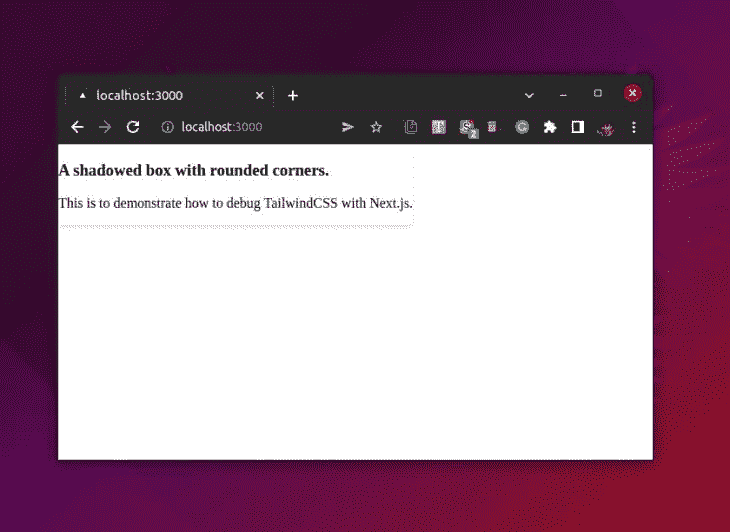 localhost:3000
localhost:3000
2
A shadowed box with rounded corners.
This is to demonstrate how to debug TailwindCSS with Next.js.